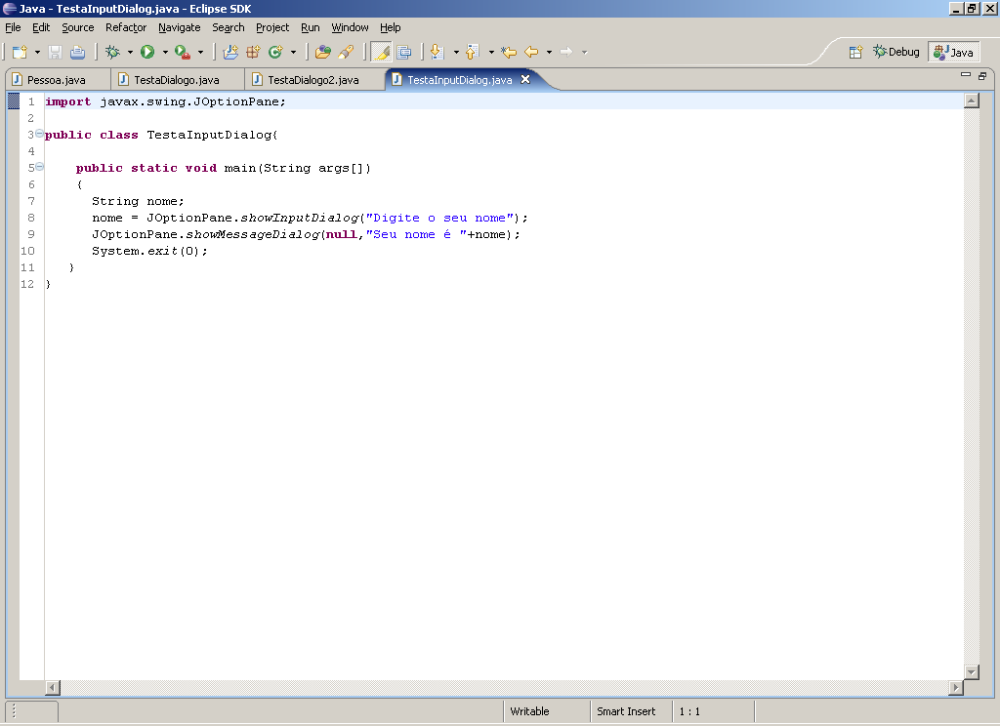 Java - TestaInputDialog.java - Eclipse SDK
File Edit Source Refactor Navigate Search Project Run Window Help
Debug Java
Pessoa.java TestaDialogo.java TestaDialogo2.java TestaInputDialog.java
1 import javax.swing.JOptionPane;
2
3 public class TestaInputDialog{
4
5 public static void main(String args[])
6 {
7 String nome;
8 nome = JOptionPane.showInputDialog("Digite o seu nome");
9 JOptionPane.showMessageDialog(null,"Seu nome é "+nome);
10 System.exit(0);
11 }
12 }
Writable Smart Insert 1 : 1